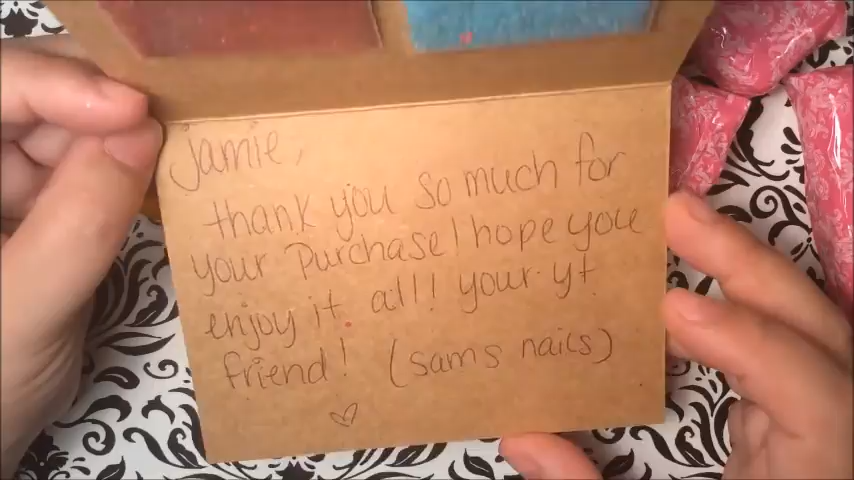 Jamie,
thank you so much for
your Purchase I hope you
enjoy it all! your yt
friend! (sams nails)